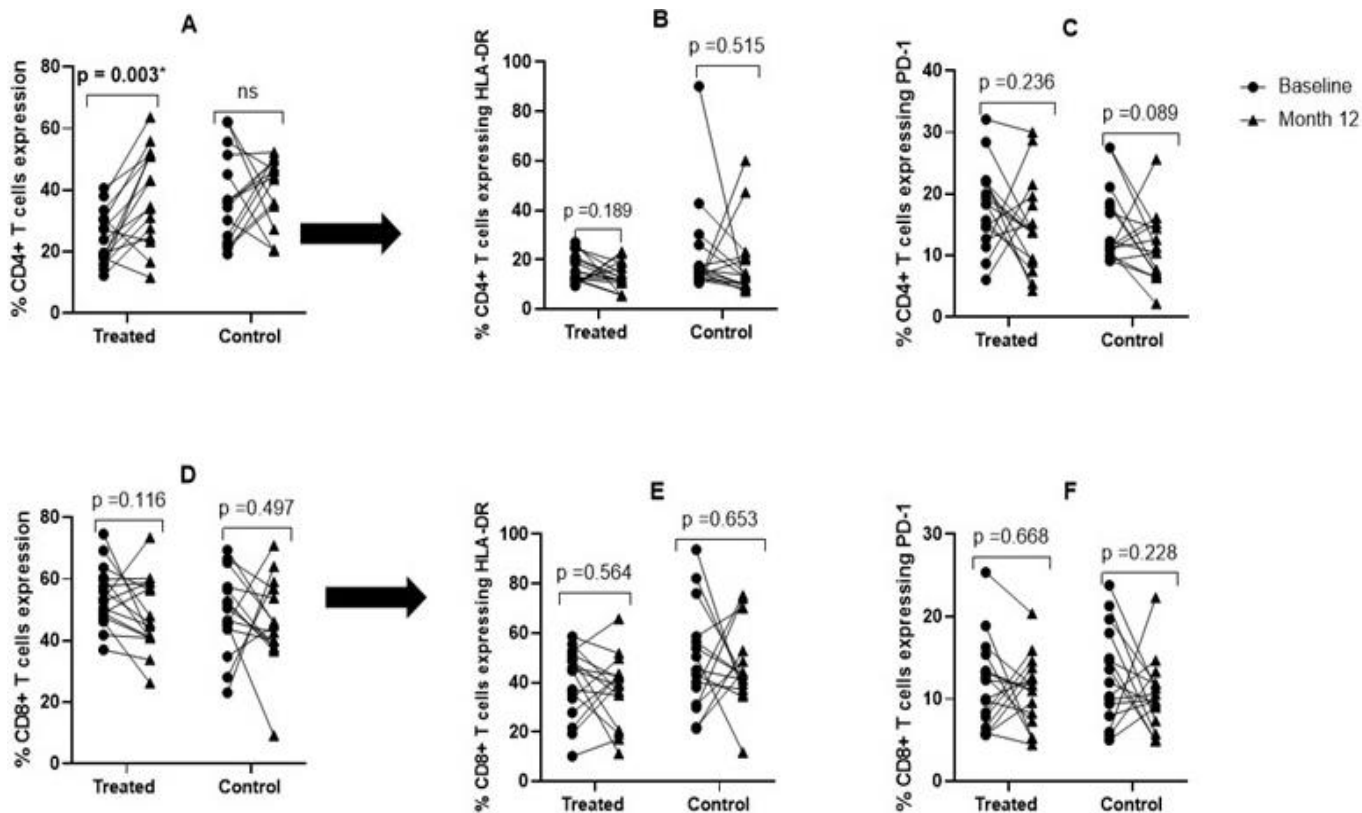 A
% CD4+ T cells expression
80
60
40
20
0
p = 0.003*
ns
Treated
Control
B
% CD4+ T cells expressing HLA-DR
100
80
60
40
20
0
p =0.189
p =0.515
Treated
Control
C
% CD4+ T cells expressing PD-1
40
30
20
10
0
p =0.236
p =0.089
Treated
Control
Baseline
Month 12
D
% CD8+ T cells expression
80
60
40
20
0
p =0.116
p =0.497
Treated
Control
E
% CD8+ T cells expressing HLA-DR
100
80
60
40
20
0
p =0.564
p =0.653
Treated
Control
F
% CD8+ T cells expressing PD-1
30
20
10
0
p =0.668
p =0.228
Treated
Control